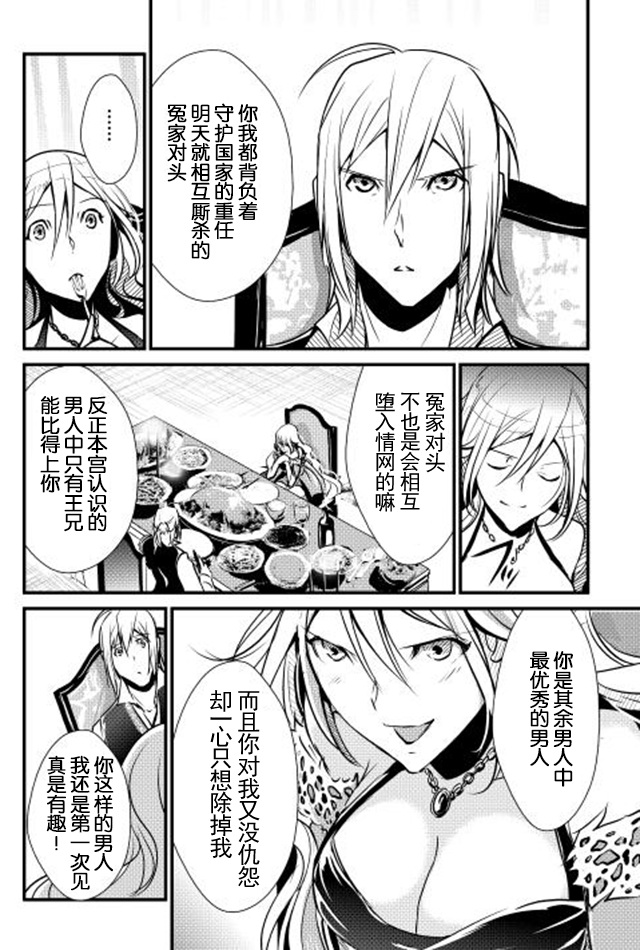 你我都背负着
守护国家的重任
明天就相互厮杀的
冤家对头
……
冤家对头
不也是会相互
堕入情网的嘛
反正本宫认识的
男人中只有王兄
能比得上你
你是其余男人中
最优秀的男人
而且你对我又没仇怨
却一心只想除掉我
你这样的男人
我还是第一次见
真是有趣！